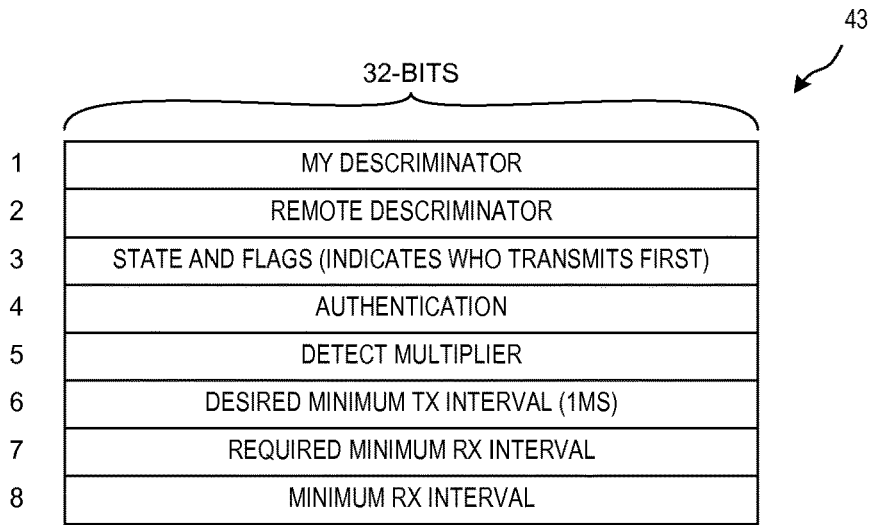 43
32-BITS
1 MY DESCRIMINATOR
2 REMOTE DESCRIMINATOR
3 STATE AND FLAGS (INDICATES WHO TRANSMITS FIRST)
4 AUTHENTICATION
5 DETECT MULTIPLIER
6 DESIRED MINIMUM TX INTERVAL (1MS)
7 REQUIRED MINIMUM RX INTERVAL
8 MINIMUM RX INTERVAL